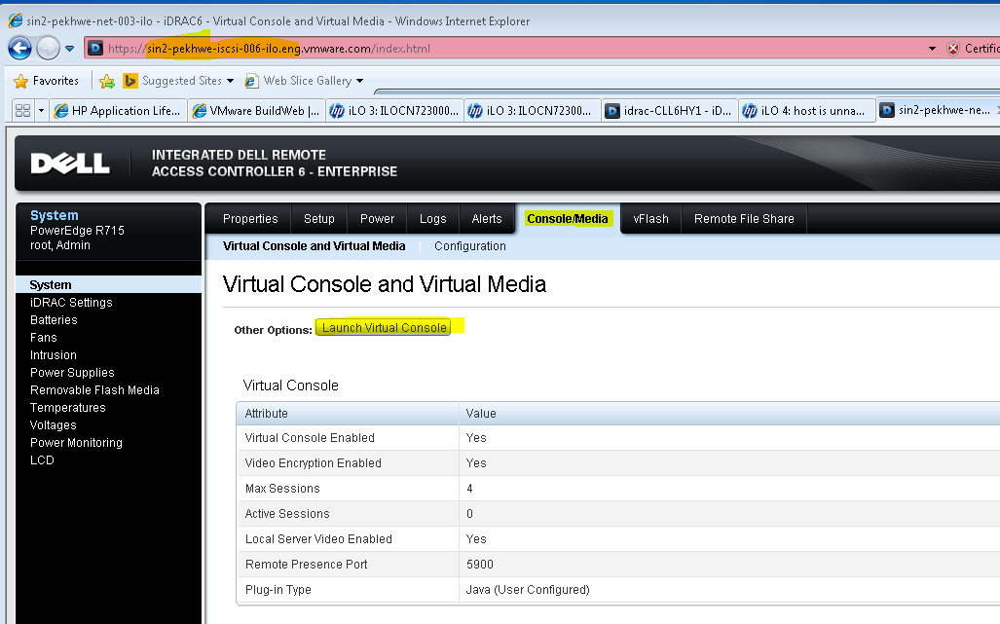 sin2-pekhwe-net-003-ilo - iDRAC6 - Virtual Console and Virtual Media - Windows Internet Explorer
https://sin2-pekhwe-iscsi-006-ilo.eng.vmware.com/index.html Certific
Favorites Suggested Sites Web Slice Gallery
HP Application Life... VMware BuildWeb |... iLO 3: ILOCN723000... iLO 3: ILOCN72300... idrac-CLL6HY1 - iD... iLO 4: host is unna... sin2-pekhwe-ne...
DELL
INTEGRATED DELL REMOTE
ACCESS CONTROLLER 6 - ENTERPRISE
System
PowerEdge R715
root, Admin
Properties Setup Power Logs Alerts Console/Media vFlash Remote File Share
Virtual Console and Virtual Media Configuration
System
iDRAC Settings
Batteries
Fans
Intrusion
Power Supplies
Removable Flash Media
Temperatures
Voltages
Power Monitoring
LCD
Virtual Console and Virtual Media
Other Options: Launch Virtual Console
Virtual Console
Attribute Value
Virtual Console Enabled Yes
Video Encryption Enabled Yes
Max Sessions 4
Active Sessions 0
Local Server Video Enabled Yes
Remote Presence Port 5900
Plug-in Type Java (User Configured)